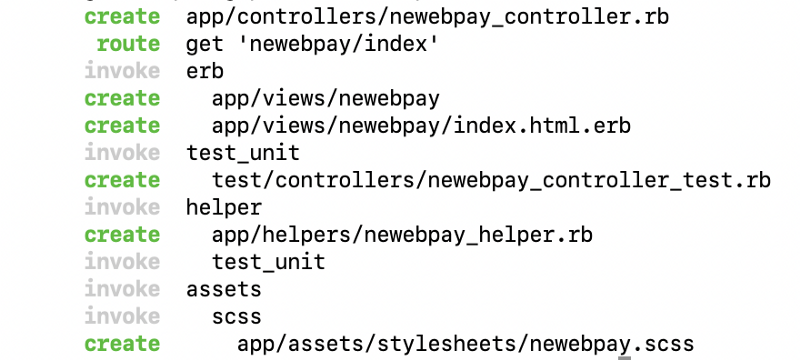 create app/controllers/newebpay_controller.rb
route get 'newebpay/index'
invoke erb
create app/views/newebpay
create app/views/newebpay/index.html.erb
invoke test_unit
create test/controllers/newebpay_controller_test.rb
invoke helper
create app/helpers/newebpay_helper.rb
invoke test_unit
invoke assets
invoke scss
create app/assets/stylesheets/newebpay.scss